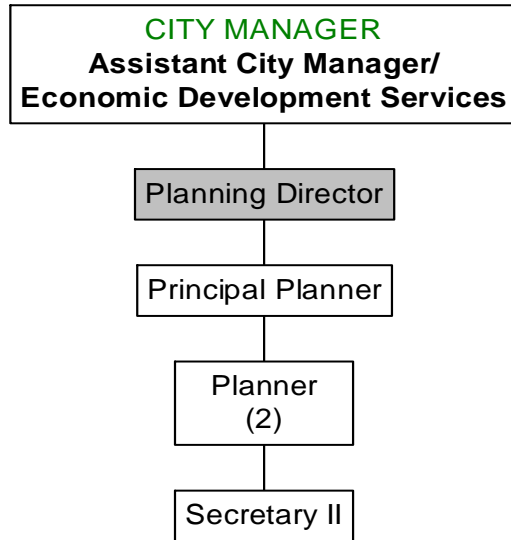 CITY MANAGER
Assistant City Manager/
Economic Development Services
Planning Director
Principal Planner
Planner
(2)
Secretary II